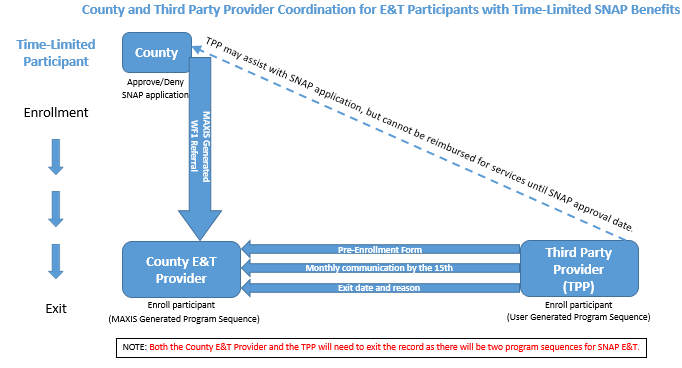 County and Third Party Provider Coordination for E&T Participants with Time-Limited SNAP Benefits
Time-Limited
Participant
County
Approve/Deny
SNAP application
TPP may assist with SNAP application, but cannot be reimbursed for services until SNAP approval date.
Enrollment
MAXIS Generated
WF1 Referral
County E&T
Provider
Pre-Enrollment Form
Monthly communication by the 15th
Exit date and reason
Third Party
Provider
(TPP)
Exit
Enroll participant
(MAXIS Generated Program Sequence)
Enroll participant
(User Generated Program Sequence)
NOTE: Both the County E&T Provider and the TPP will need to exit the record as there will be two program sequences for SNAP E&T.